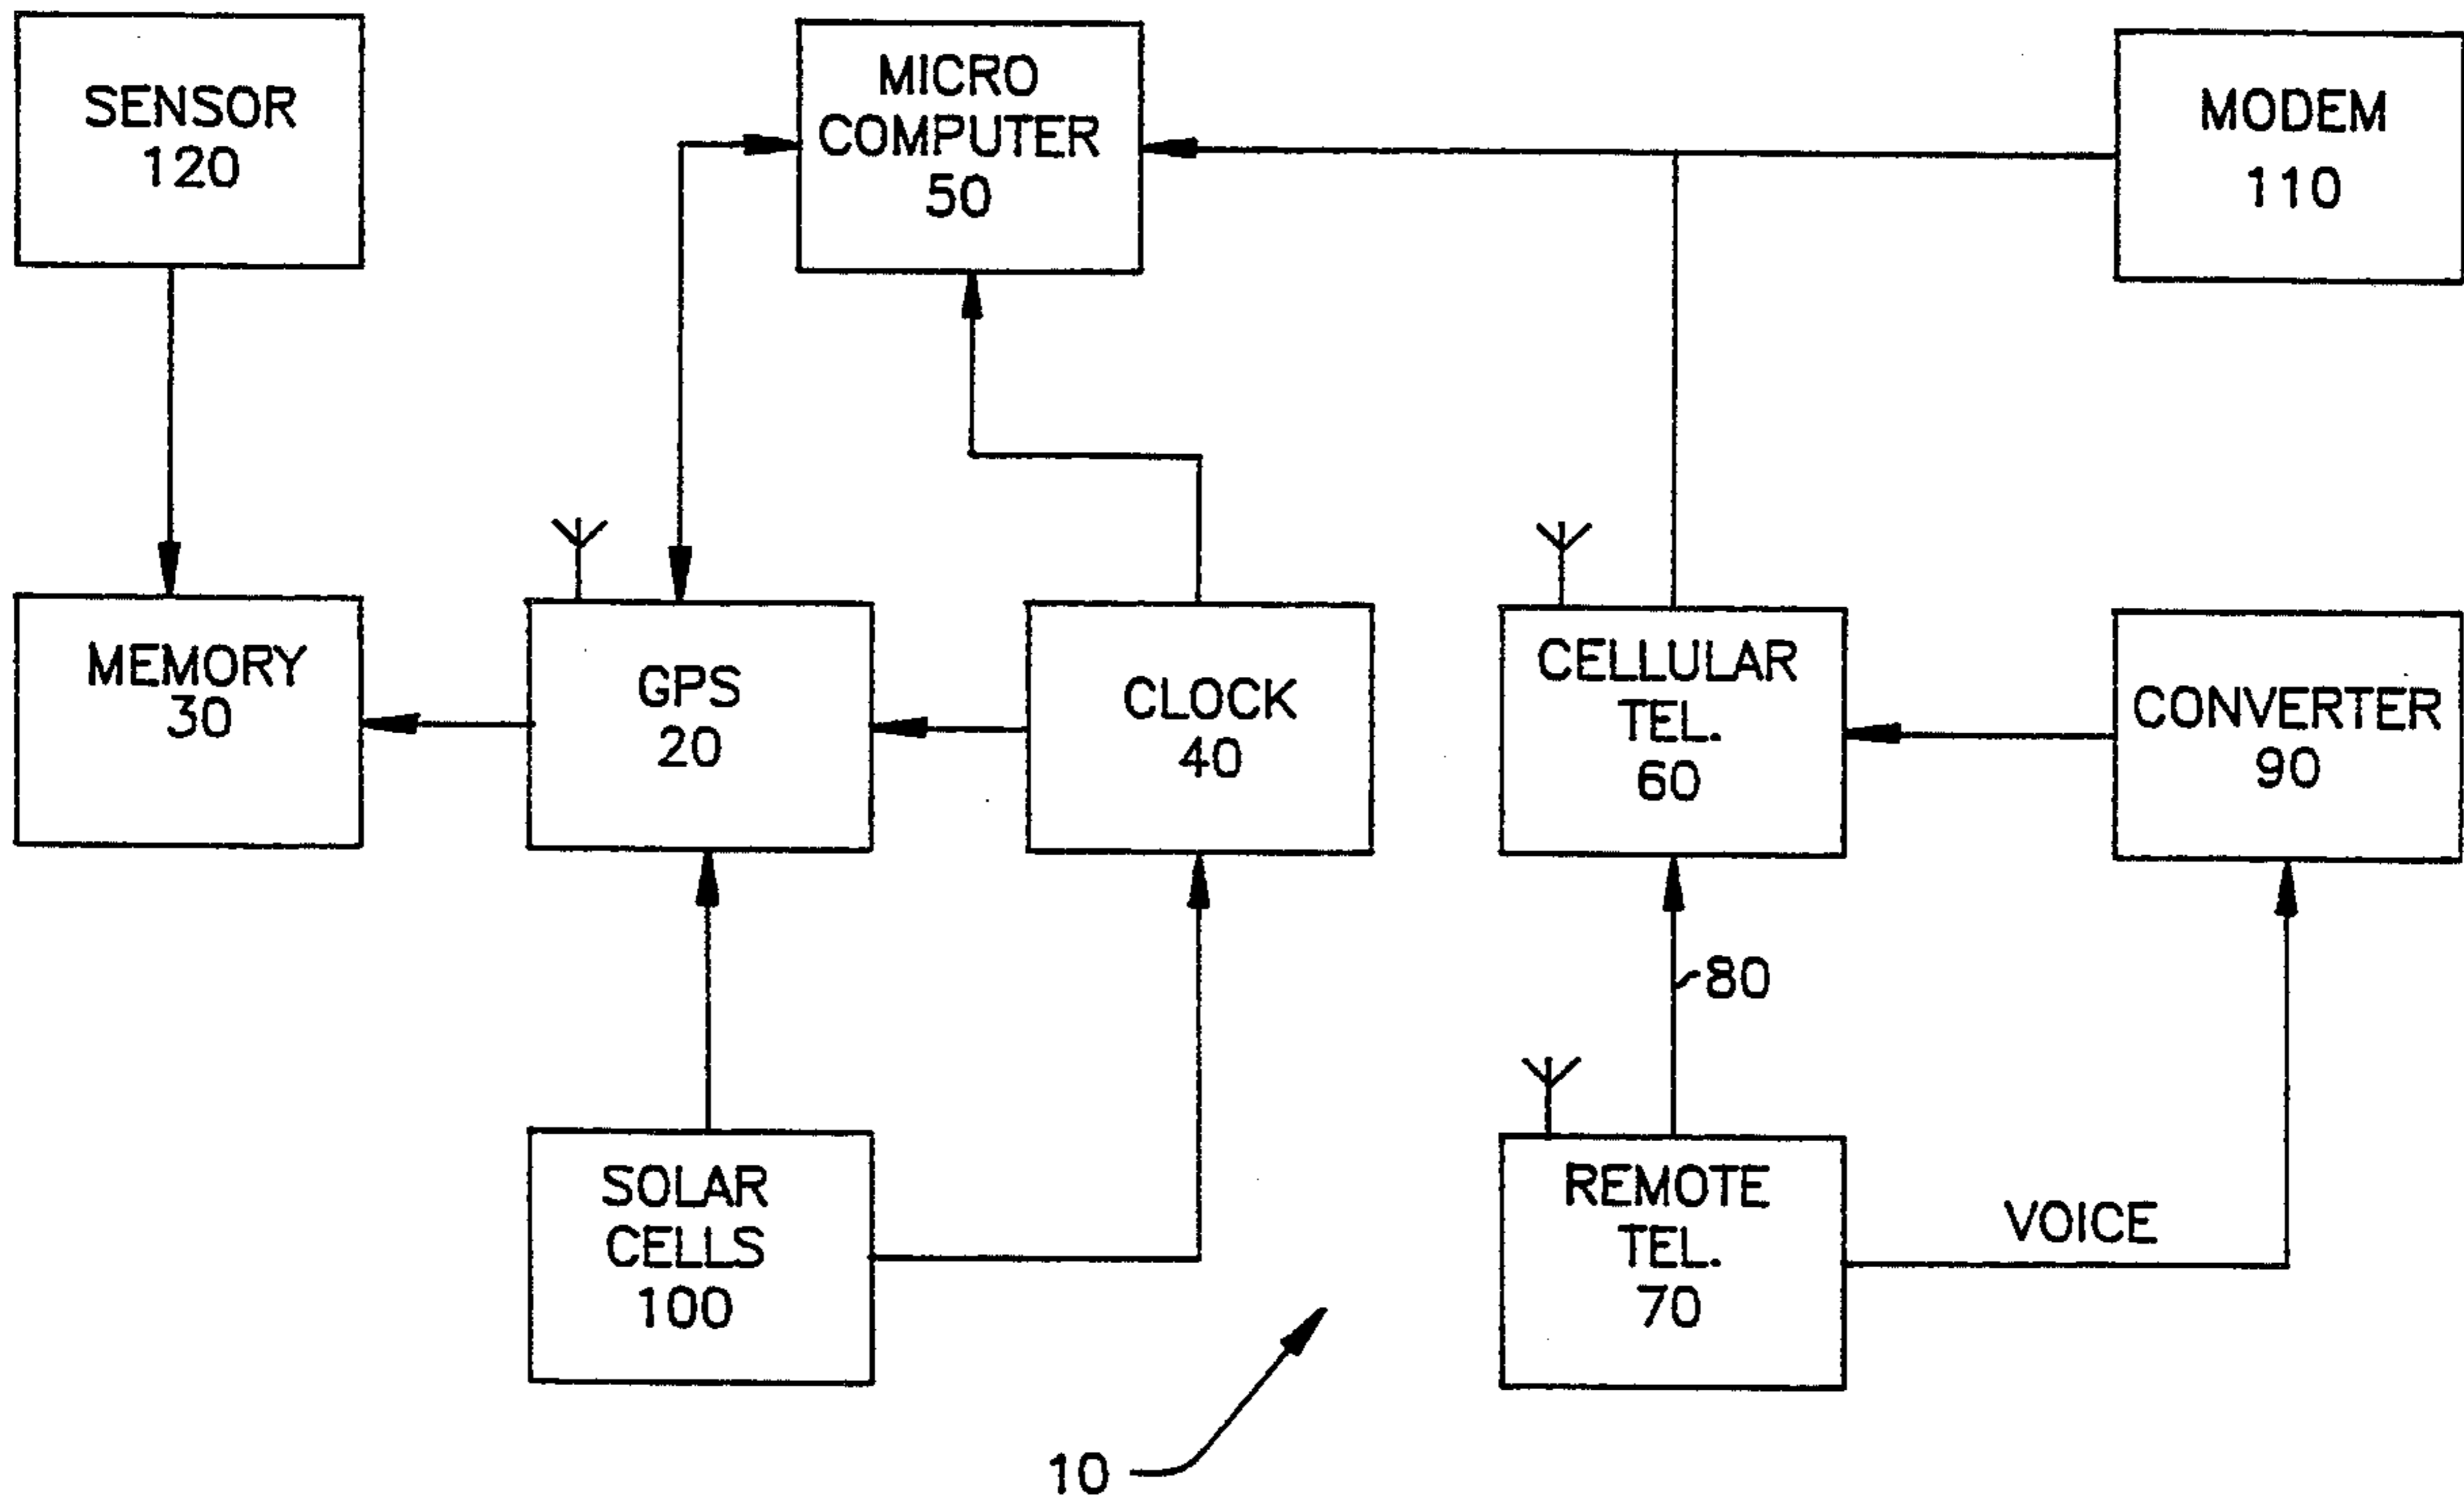 SENSOR
120
MICRO
COMPUTER
50
MODEM
110
MEMORY
30
GPS
20
CLOCK
40
CELLULAR
TEL.
60
CONVERTER
90
80
SOLAR
CELLS
100
REMOTE
TEL.
70
VOICE
10